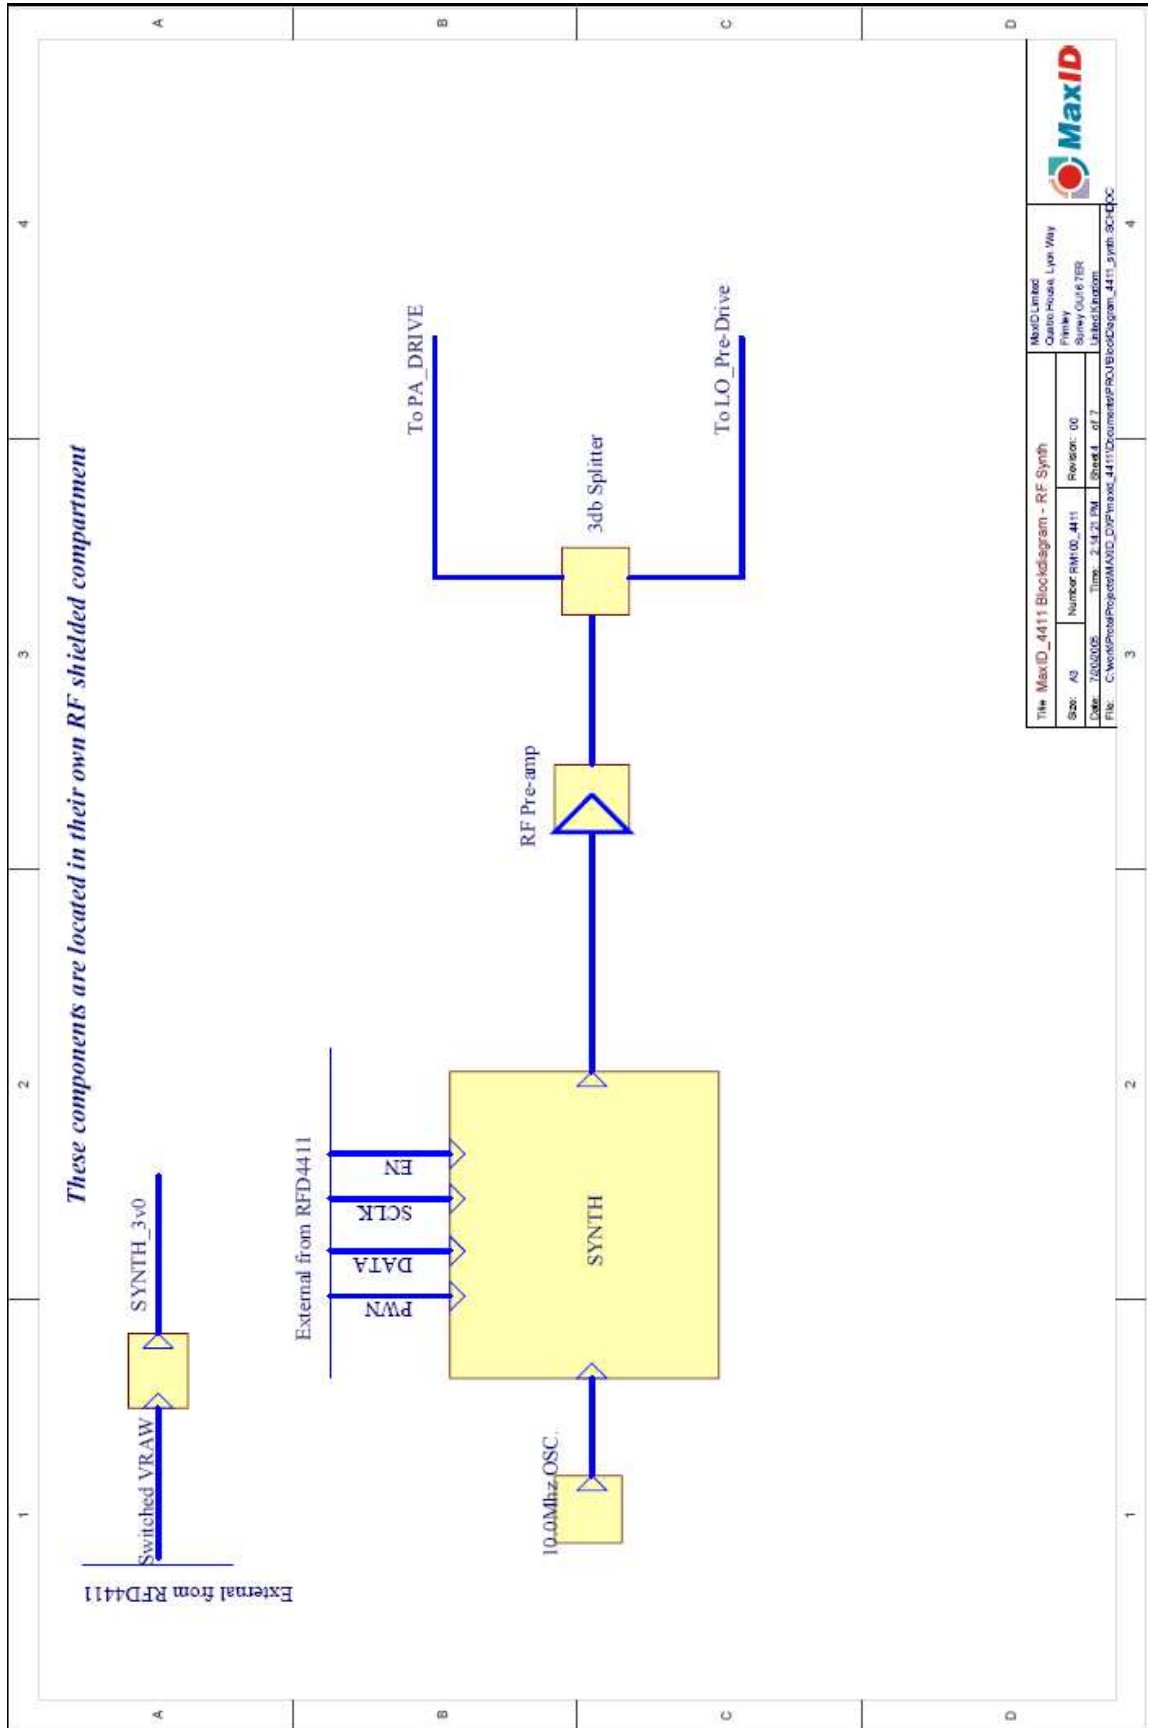 These components are located in their own RF shielded compartment
External from RFD4411
Switched VRAW
SYNTH_3v0
External from RFD4411
PWN
DATA
SCLK
EN
10.0Mhz OSC.
SYNTH
RF Pre-amp
3db Splitter
To PA_DRIVE
To LO_Pre-Drive
1
2
3
4
1
2
3
4
A
B
C
D
A
B
C
D
Title MaxID_4411 Blockdiagram - RF Synth
Size: A3
Number: RM100_4411
Revision: 00
Date: 7/20/2005
Time: 2:14:21 PM
Sheet 4 of 7
MaxID Limited
Quatro House, Lyon Way
Frimley
Surrey GU16 7ER
United Kingdom
MaxID